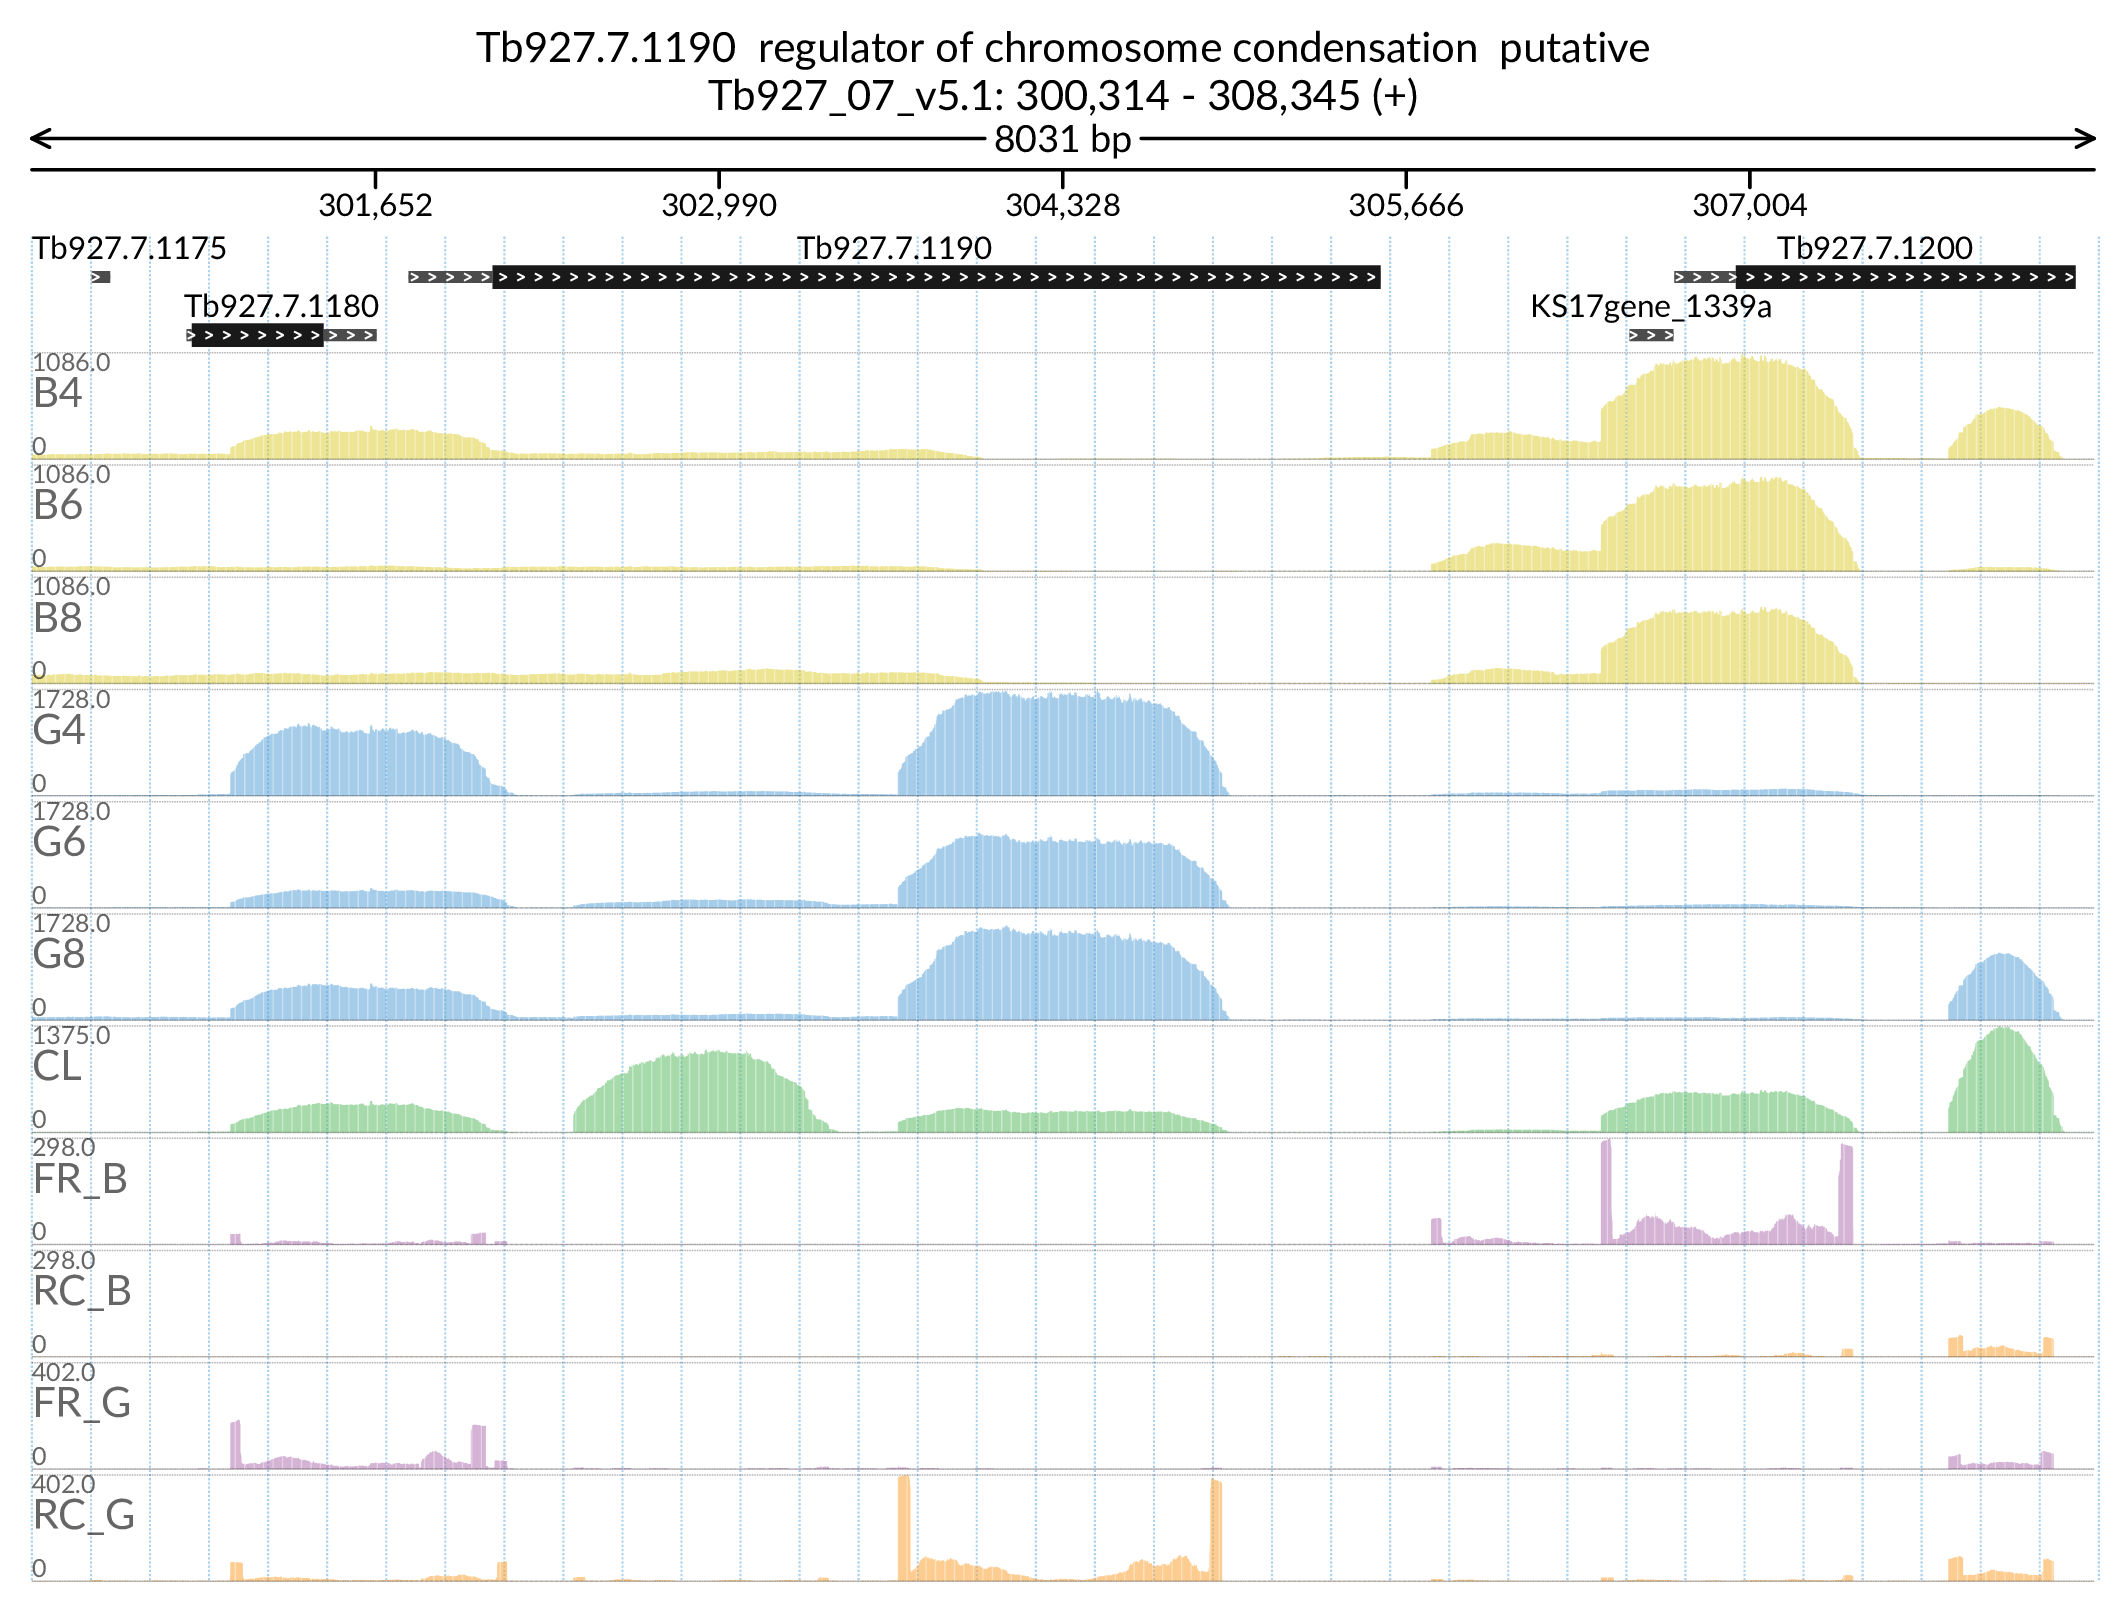 Tb927.7.1190  regulator of chromosome condensation  putative
Tb927_07_v5.1: 300,314 - 308,345 (+)
8031 bp
301,652 302,990 304,328 305,666 307,004
Tb927.7.1175 Tb927.7.1190 Tb927.7.1200
Tb927.7.1180 KS17gene_1339a
1086.0
B4
0
1086.0
B6
0
1086.0
B8
0
1728.0
G4
0
1728.0
G6
0
1728.0
G8
0
1375.0
CL
0
298.0
FR_B
0
298.0
RC_B
0
402.0
FR_G
0
402.0
RC_G
0